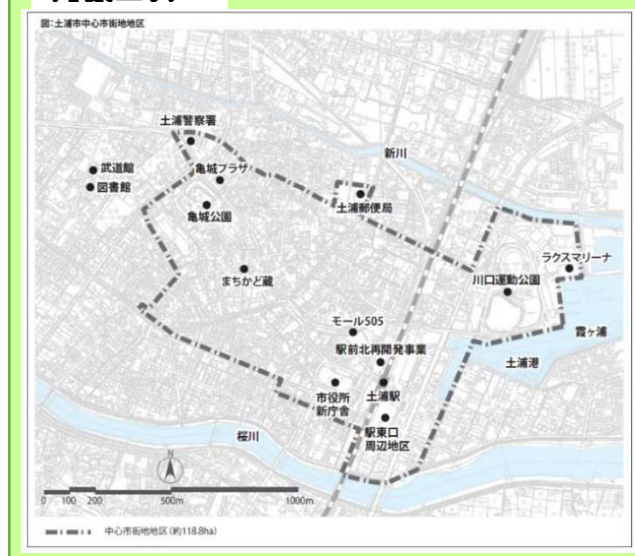 図：土浦市中心市街地地区
土浦警察署
新川
武道館
亀城プラザ
図書館
土浦郵便局
亀城公園
ラクスマリーナ
まちかど蔵
川口運動公園
モール505
霞ヶ浦
駅前北再開発事業
土浦港
市役所
新庁舎
土浦駅
駅東口
周辺地区
桜川
N
0 100 200 500m 1000m
中心市街地地区（約118.8ha）